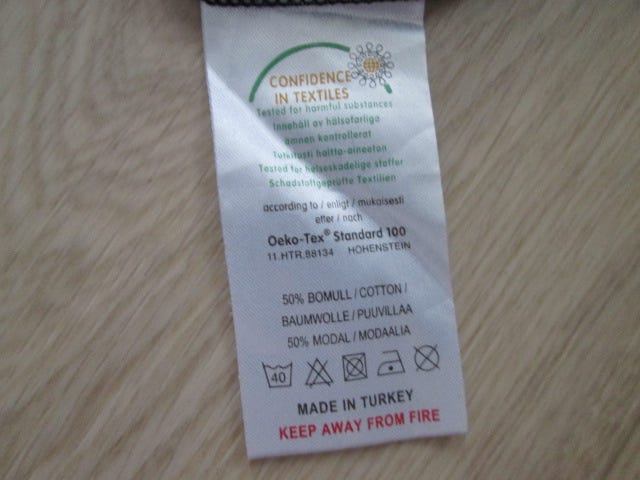 CONFIDENCE
IN TEXTILES
Tested for harmful substances
Innehåll av hälsofarliga
ämnen kontrollerat
Tutkitusti haitta-aineeton
Tested for helseskadelige stoffer
Schadstoffgeprüfte Textilien
according to / enligt / mukaisesti
efter / nach
Oeko-Tex® Standard 100
11.HTR.88134 HOHENSTEIN
50% BOMULL / COTTON /
BAUMWOLLE / PUUVILLAA
50% MODAL / MODAALIA
40
MADE IN TURKEY
KEEP AWAY FROM FIRE